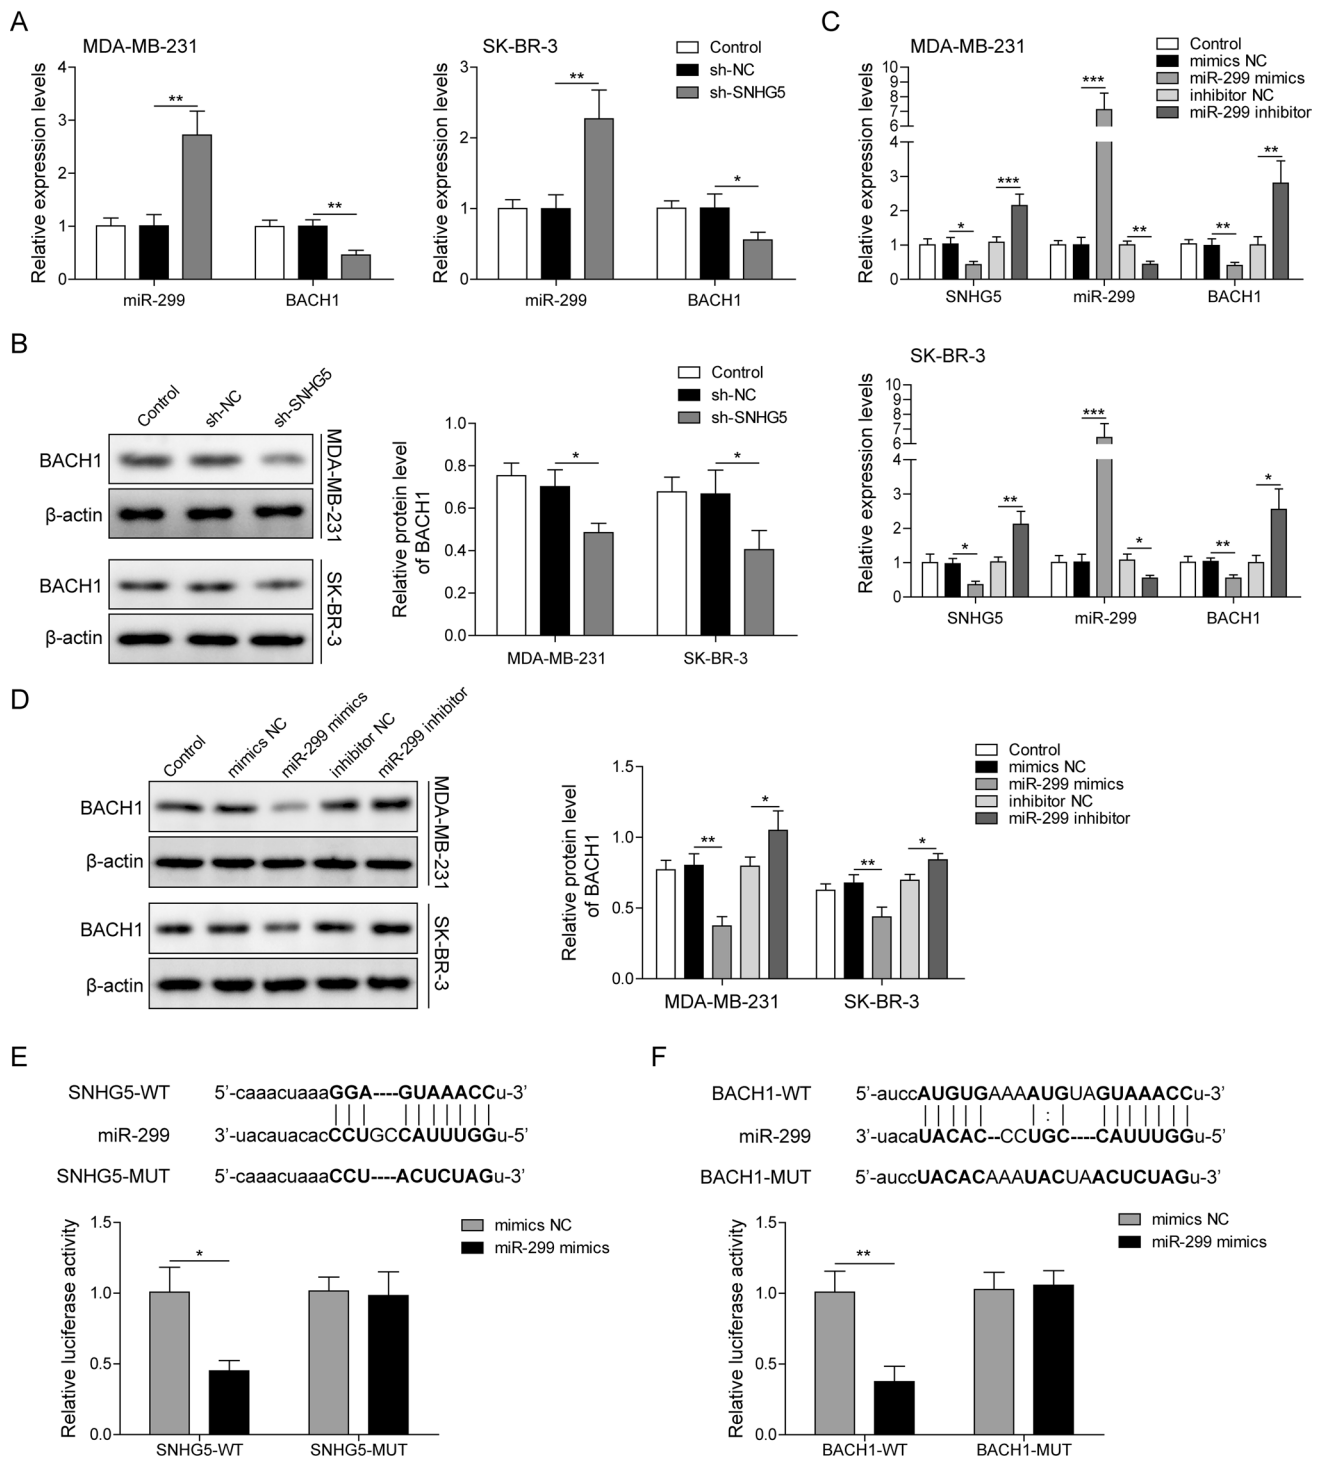 A
MDA-MB-231
Relative expression levels
4
3
2
1
0
**
**
miR-299
BACH1
SK-BR-3
Relative expression levels
3
2
1
0
**
*
miR-299
BACH1
Control
sh-NC
sh-SNHG5
C
MDA-MB-231
Relative expression levels
10
9
8
7
6
4
3
2
1
0
*
***
***
**
**
**
SNHG5
miR-299
BACH1
Control
mimics NC
miR-299 mimics
inhibitor NC
miR-299 inhibitor
SK-BR-3
Relative expression levels
10
9
8
7
6
4
3
2
1
0
*
**
***
*
**
*
SNHG5
miR-299
BACH1
B
Control
sh-NC
sh-SNHG5
BACH1
β-actin
MDA-MB-231
BACH1
β-actin
SK-BR-3
Relative protein level
of BACH1
1.0
0.8
0.6
0.4
0.2
0.0
*
*
MDA-MB-231
SK-BR-3
Control
sh-NC
sh-SNHG5
D
Control
mimics NC
miR-299 mimics
inhibitor NC
miR-299 inhibitor
BACH1
β-actin
MDA-MB-231
BACH1
β-actin
SK-BR-3
Relative protein level
of BACH1
1.5
1.0
0.5
0.0
**
*
**
*
MDA-MB-231
SK-BR-3
Control
mimics NC
miR-299 mimics
inhibitor NC
miR-299 inhibitor
E
SNHG5-WT 5’-caaacuaaaGGA----GUAAACCu-3’
miR-299 3’-uacauacacCCUGCCAUUUGGu-5’
SNHG5-MUT 5’-caaacuaaaCCU----ACUCUAGu-3’
Relative luciferase activity
1.5
1.0
0.5
0.0
*
SNHG5-WT
SNHG5-MUT
mimics NC
miR-299 mimics
F
BACH1-WT 5’-auccAUGUGAAAAUGUAGUAAACCu-3’
miR-299 3’-uacaUACAC--CCUGC----CAUUUGGu-5’
BACH1-MUT 5’-auccUACACAAAUACUAACUCUAGu-3’
Relative luciferase activity
1.5
1.0
0.5
0.0
**
BACH1-WT
BACH1-MUT
mimics NC
miR-299 mimics